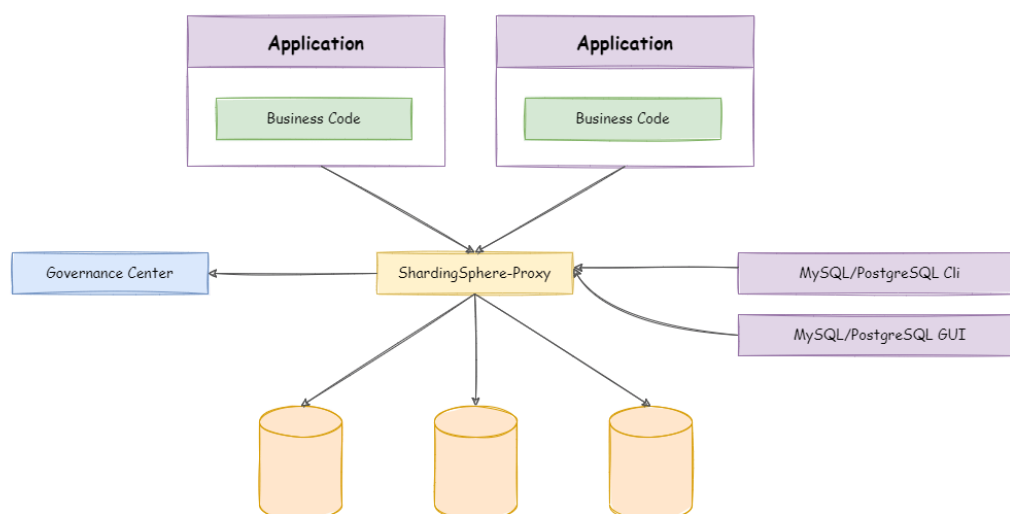 Application
Application
Business Code
Business Code
Governance Center
ShardingSphere-Proxy
MySQL/PostgreSQL Cli
MySQL/PostgreSQL GUI